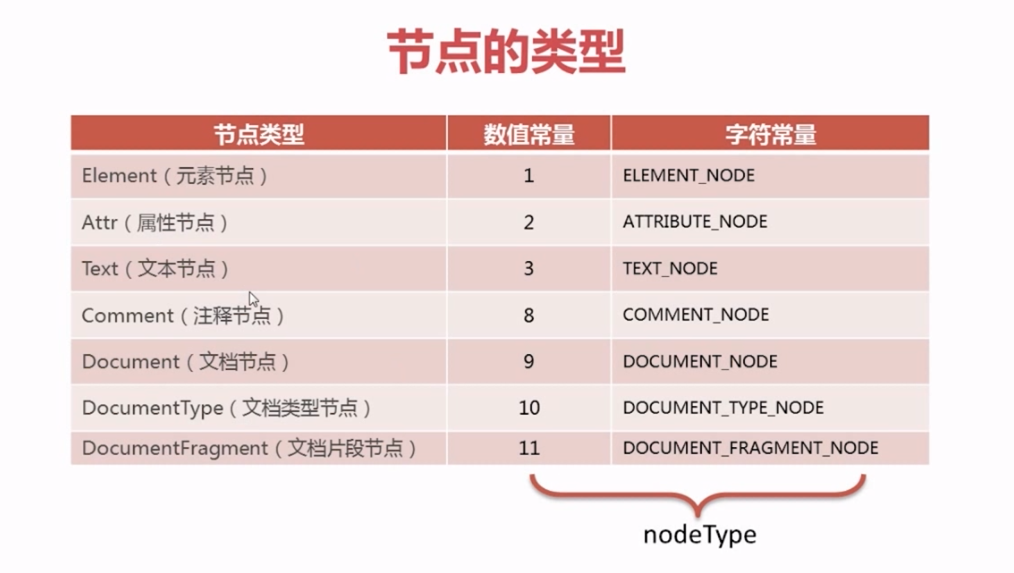 节点的类型
节点类型 数值常量 字符常量
Element（元素节点） 1 ELEMENT_NODE
Attr（属性节点） 2 ATTRIBUTE_NODE
Text（文本节点） 3 TEXT_NODE
Comment（注释节点） 8 COMMENT_NODE
Document（文档节点） 9 DOCUMENT_NODE
DocumentType（文档类型节点） 10 DOCUMENT_TYPE_NODE
DocumentFragment（文档片段节点） 11 DOCUMENT_FRAGMENT_NODE
nodeType